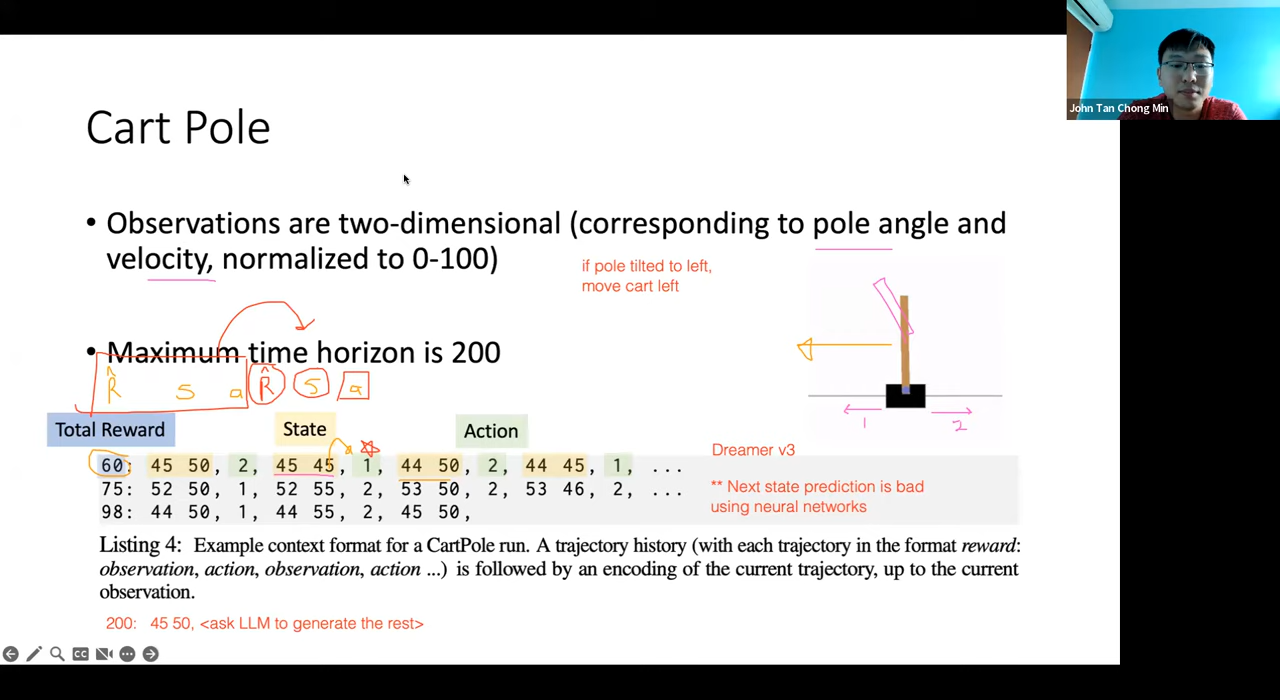 John Tan Chong Min
Cart Pole
• Observations are two-dimensional (corresponding to pole angle and
velocity, normalized to 0-100)
if pole tilted to left,
move cart left
• Maximum time horizon is 200
R̂ S a R̂ S a
1 2
Total Reward State Action
60: 45 50, 2, 45 45, 1, 44 50, 2, 44 45, 1, ...
75: 52 50, 1, 52 55, 2, 53 50, 2, 53 46, 2, ...
98: 44 50, 1, 44 55, 2, 45 50,
Dreamer v3
** Next state prediction is bad
using neural networks
Listing 4: Example context format for a CartPole run. A trajectory history (with each trajectory in the format reward:
observation, action, observation, action ...) is followed by an encoding of the current trajectory, up to the current
observation.
200: 45 50, <ask LLM to generate the rest>
CC